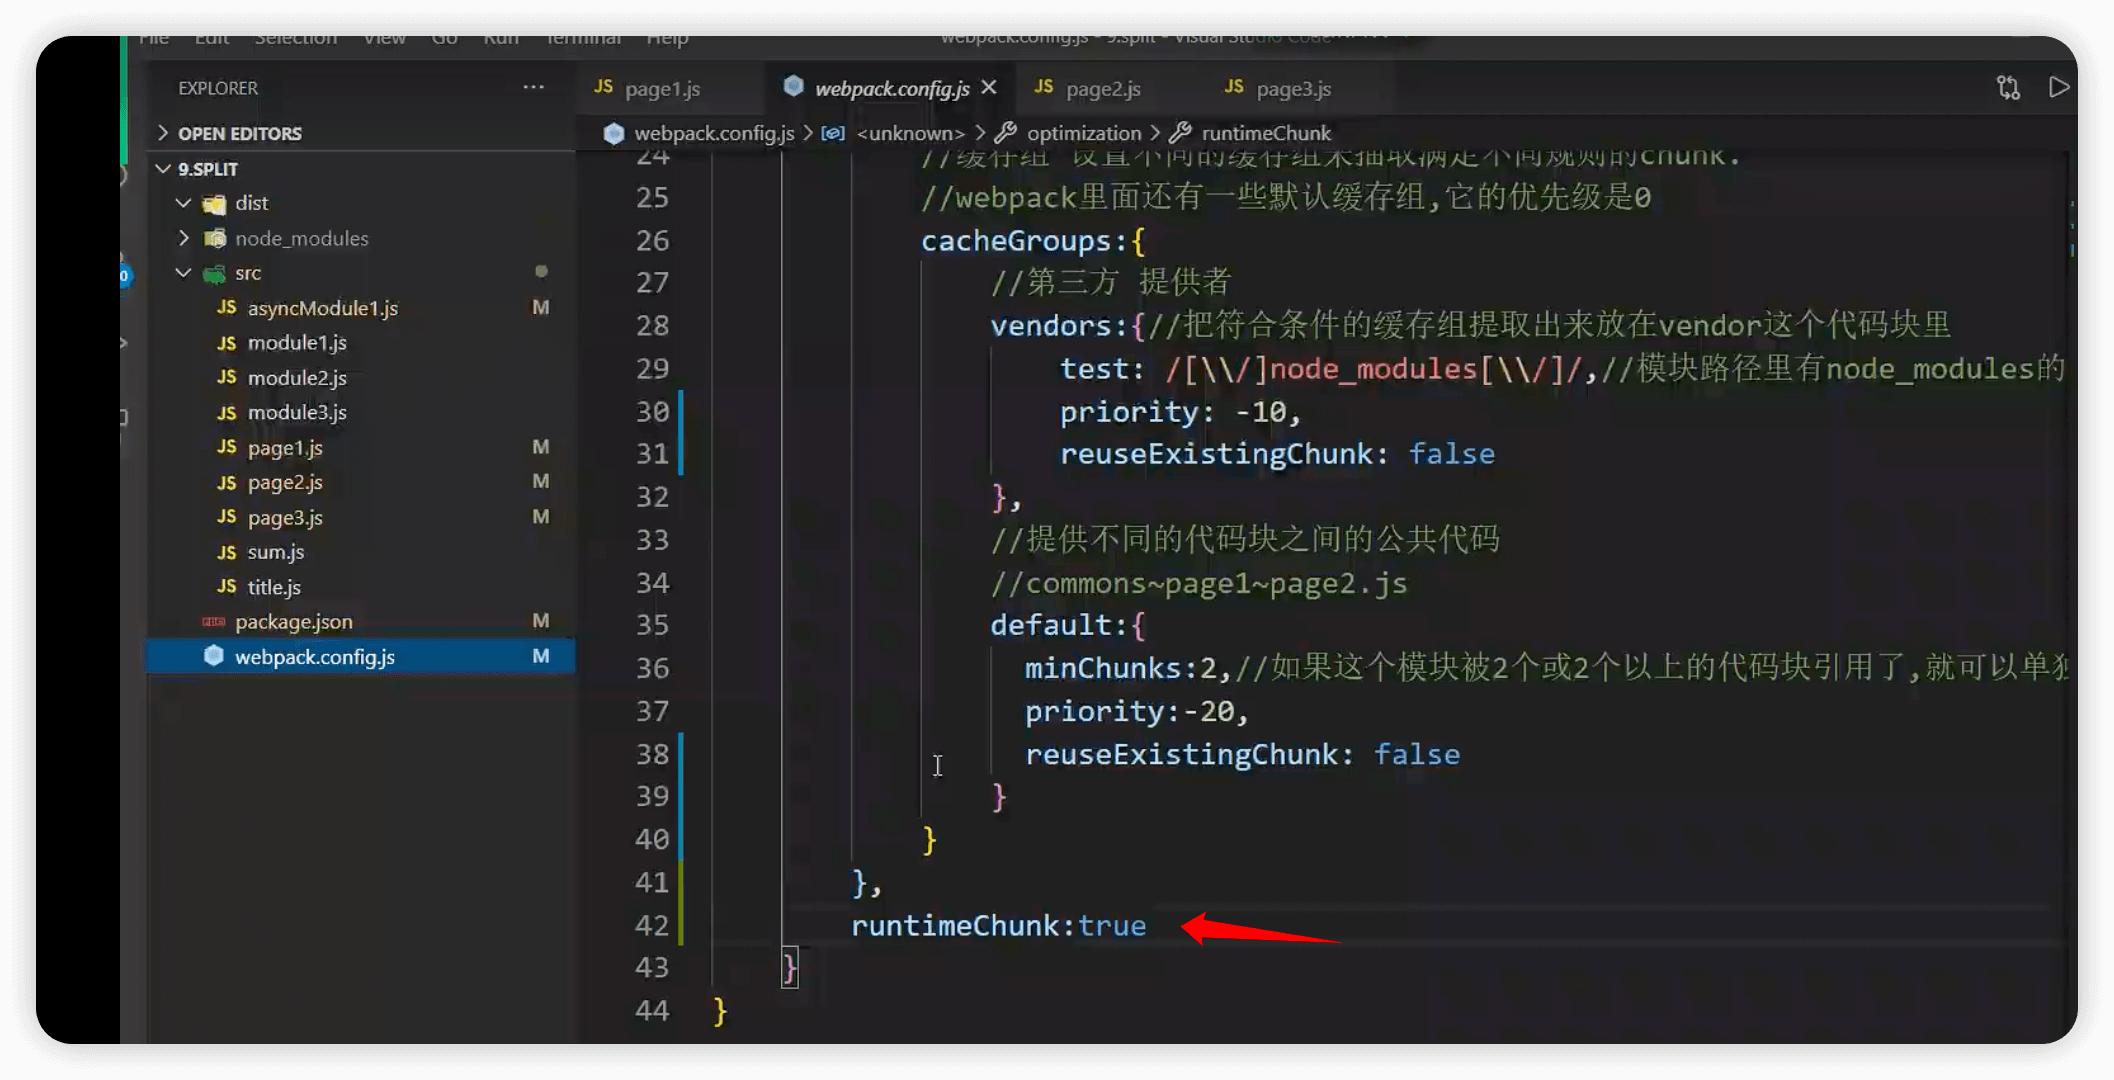 File Edit Selection View Go Run Terminal Help
webpack.config.js - 9.split - Visual Studio Code
EXPLORER ···
OPEN EDITORS
9.SPLIT
dist
node_modules
src
JS asyncModule1.js M
JS module1.js
JS module2.js
JS module3.js
JS page1.js M
JS page2.js M
JS page3.js M
JS sum.js
JS title.js
package.json M
webpack.config.js M
JS page1.js
webpack.config.js
JS page2.js
JS page3.js
webpack.config.js > <unknown> > optimization > runtimeChunk
24 //缓存组 设置不同的缓存组来抽取满足不同规则的chunk.
25 //webpack里面还有一些默认缓存组,它的优先级是0
26 cacheGroups:{
27 //第三方 提供者
28 vendors:{//把符合条件的缓存组提取出来放在vendor这个代码块里
29 test: /[\\/]node_modules[\\/]/,//模块路径里有node_modules的
30 priority: -10,
31 reuseExistingChunk: false
32 },
33 //提供不同的代码块之间的公共代码
34 //commons~page1~page2.js
35 default:{
36 minChunks:2,//如果这个模块被2个或2个以上的代码块引用了,就可以单独
37 priority:-20,
38 reuseExistingChunk: false
39 }
40 }
41 },
42 runtimeChunk:true
43 }
44 }